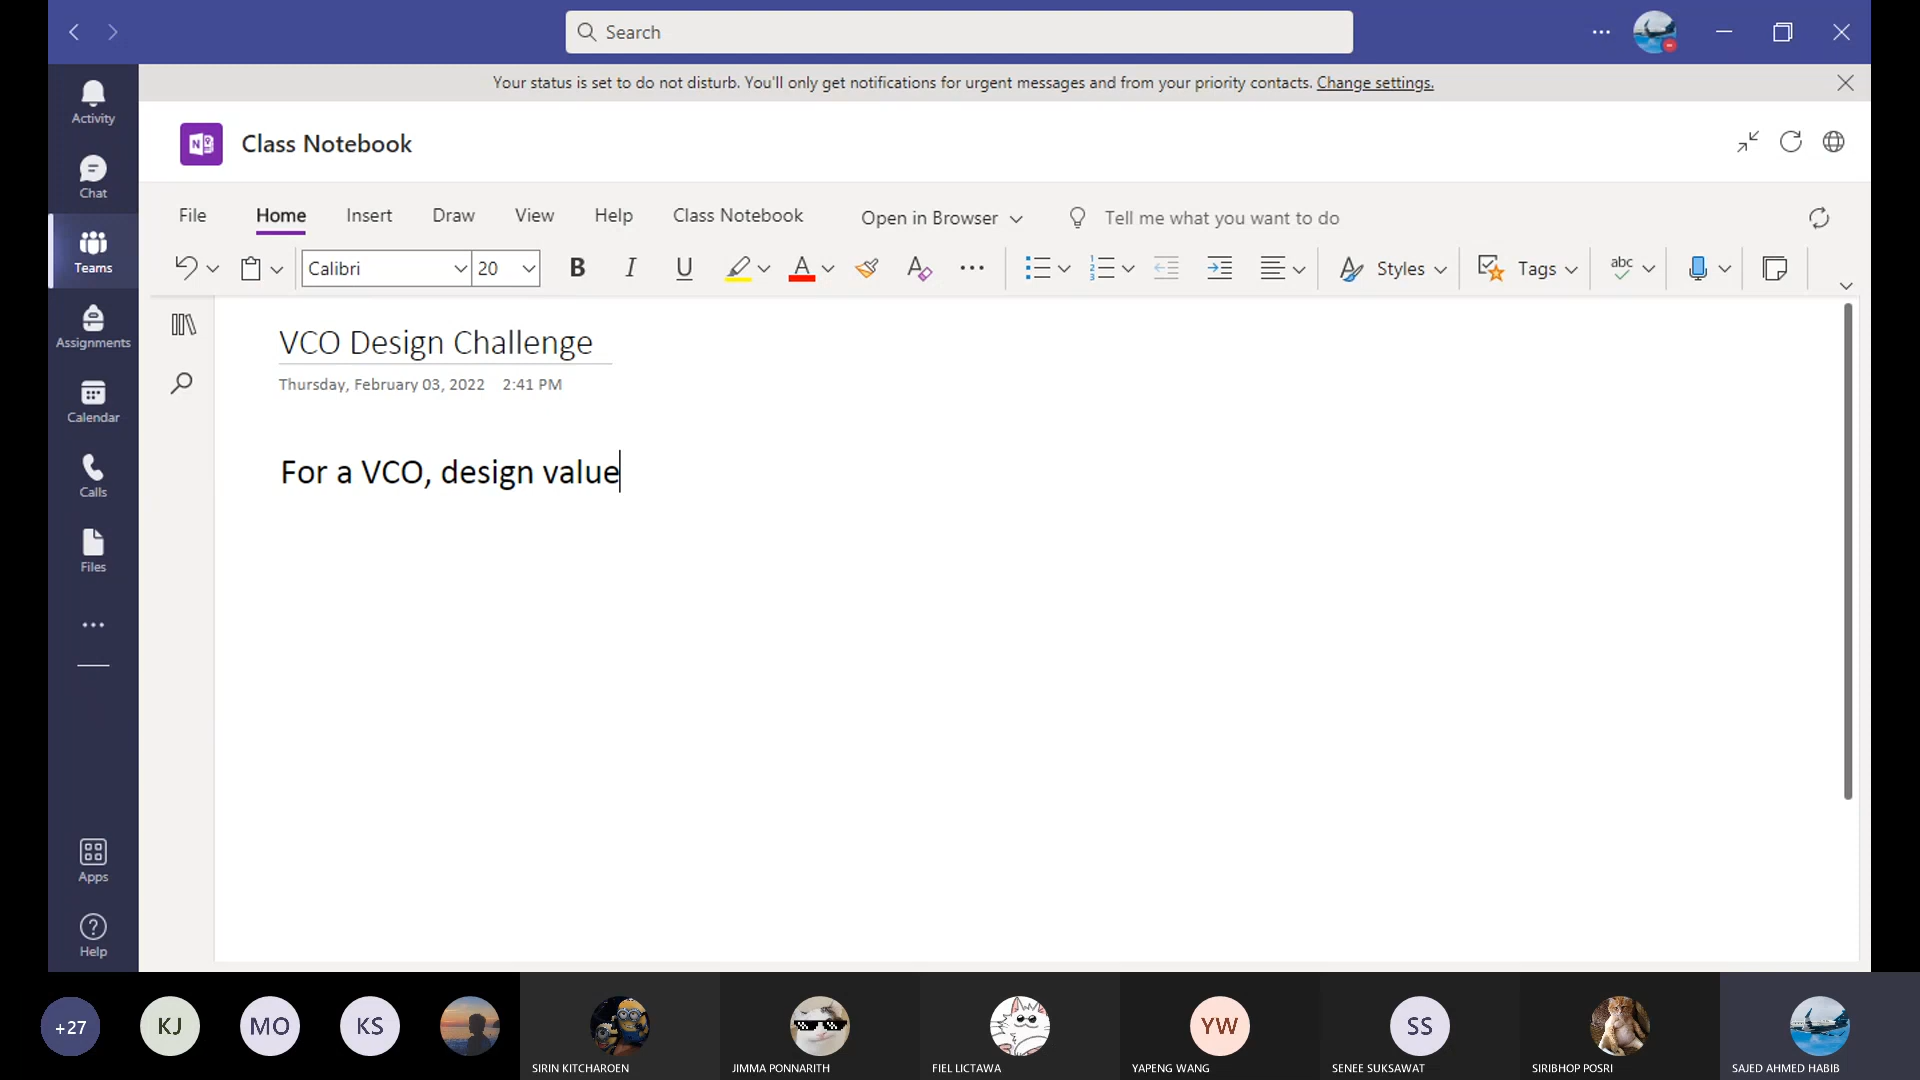 Search
Your status is set to do not disturb. You'll only get notifications for urgent messages and from your priority contacts. Change settings.
Activity
Chat
Teams
Assignments
Calendar
Calls
Files
Apps
Help
Class Notebook
File Home Insert Draw View Help Class Notebook Open in Browser Tell me what you want to do
Calibri 20 B I U A A Styles Tags abc
VCO Design Challenge
Thursday, February 03, 2022 2:41 PM
For a VCO, design value
+27 KJ MO KS YW SS
SIRIN KITCHAROEN JIMMA PONNARITH FIEL LICTAWA YAPENG WANG SENEE SUKSAWAT SIRIBHOP POSRI SAJED AHMED HABIB